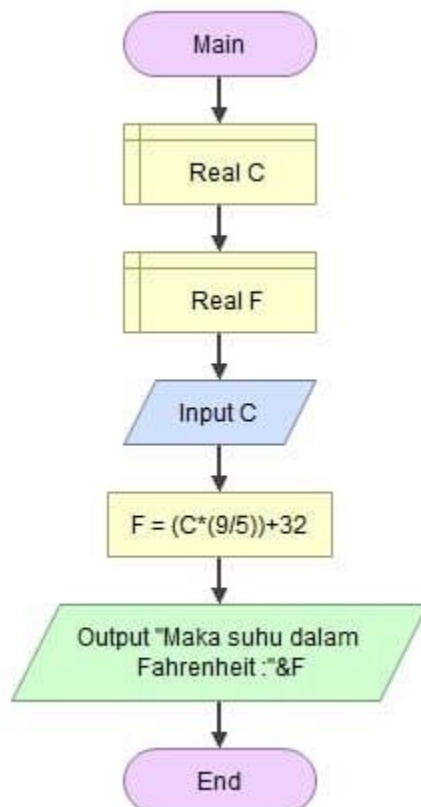 Main
Real C
Real F
Input C
F = (C*(9/5))+32
Output "Maka suhu dalam
Fahrenheit :"&F
End